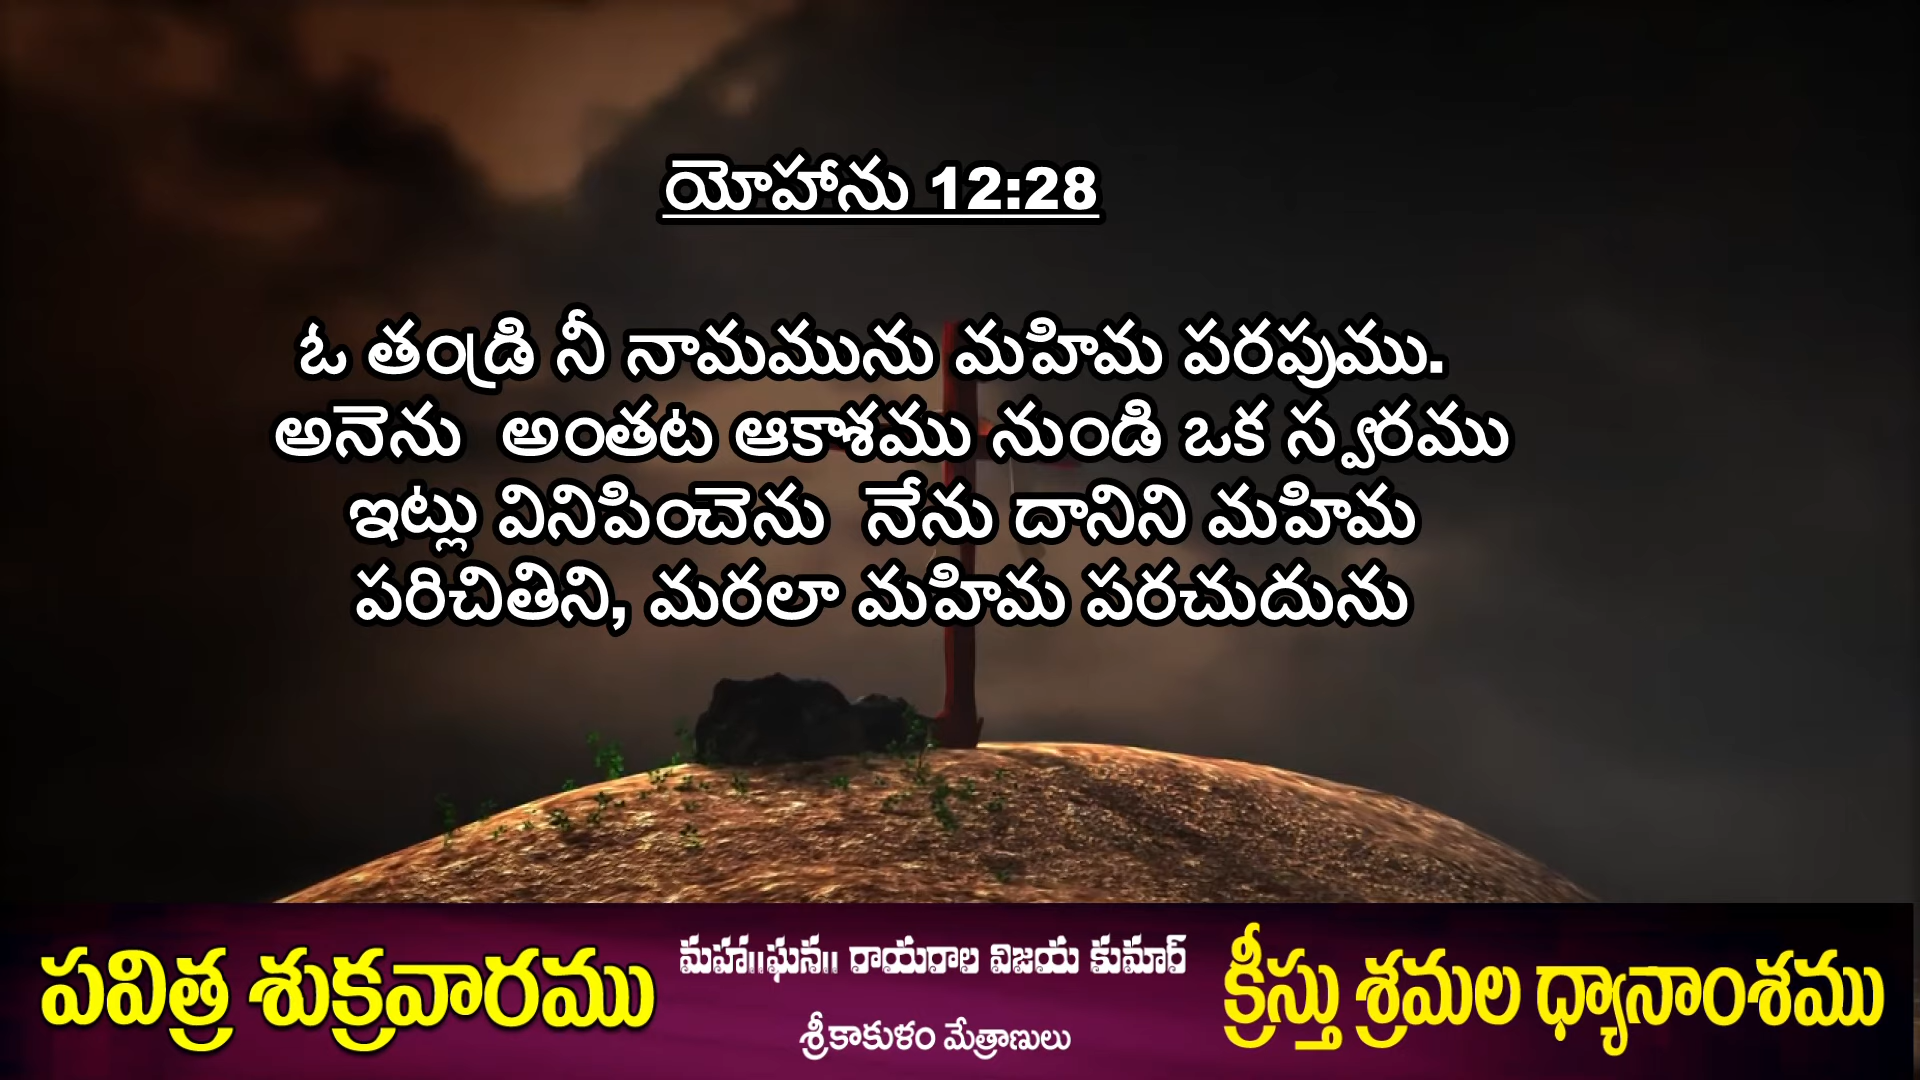 యోహాను 12:28
ఓ తండ్రి నీ నామమును మహిమ పరపుము.
అనెను అంతట ఆకాశము నుండి ఒక స్వరము
ఇట్లు వినిపించెను నేను దానిని మహిమ
పరిచితిని, మరలా మహిమ పరచుదును
పవిత్ర శుక్రవారము
మహా॥ఘన॥ రాయరాల విజయ కుమార్
శ్రీకాకుళం మేత్రాణులు
క్రీస్తు శ్రమల ధ్యానాంశము